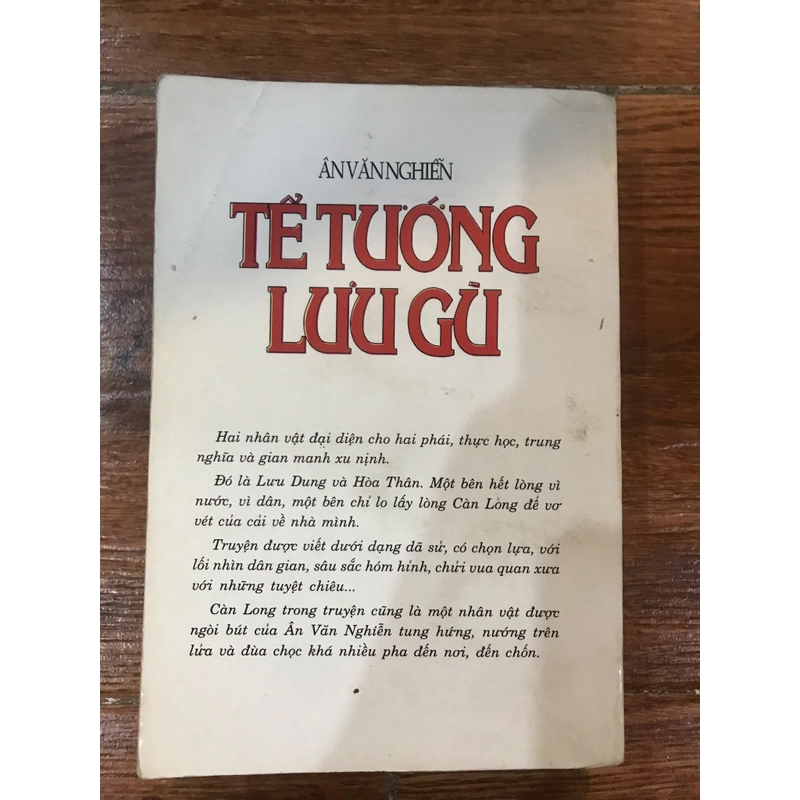 ÂN VĂN NGHIỄN
TỂ TƯỚNG
LƯU GÙ
Hai nhân vật đại diện cho hai phái, thực học, trung
nghĩa và gian manh xu nịnh.
Đó là Lưu Dung và Hòa Thân. Một bên hết lòng vì
nước, vì dân, một bên chỉ lo lấy lòng Càn Long để vơ
vét của cải về nhà mình.
Truyện được viết dưới dạng dã sử, có chọn lựa, với
lối nhìn dân gian, sâu sắc hóm hỉnh, chửi vua quan xưa
với những tuyệt chiêu...
Càn Long trong truyện cũng là một nhân vật được
ngòi bút của Ân Văn Nghiễn tung hứng, nướng trên
lửa và đùa chọc khá nhiều pha đến nơi, đến chốn.